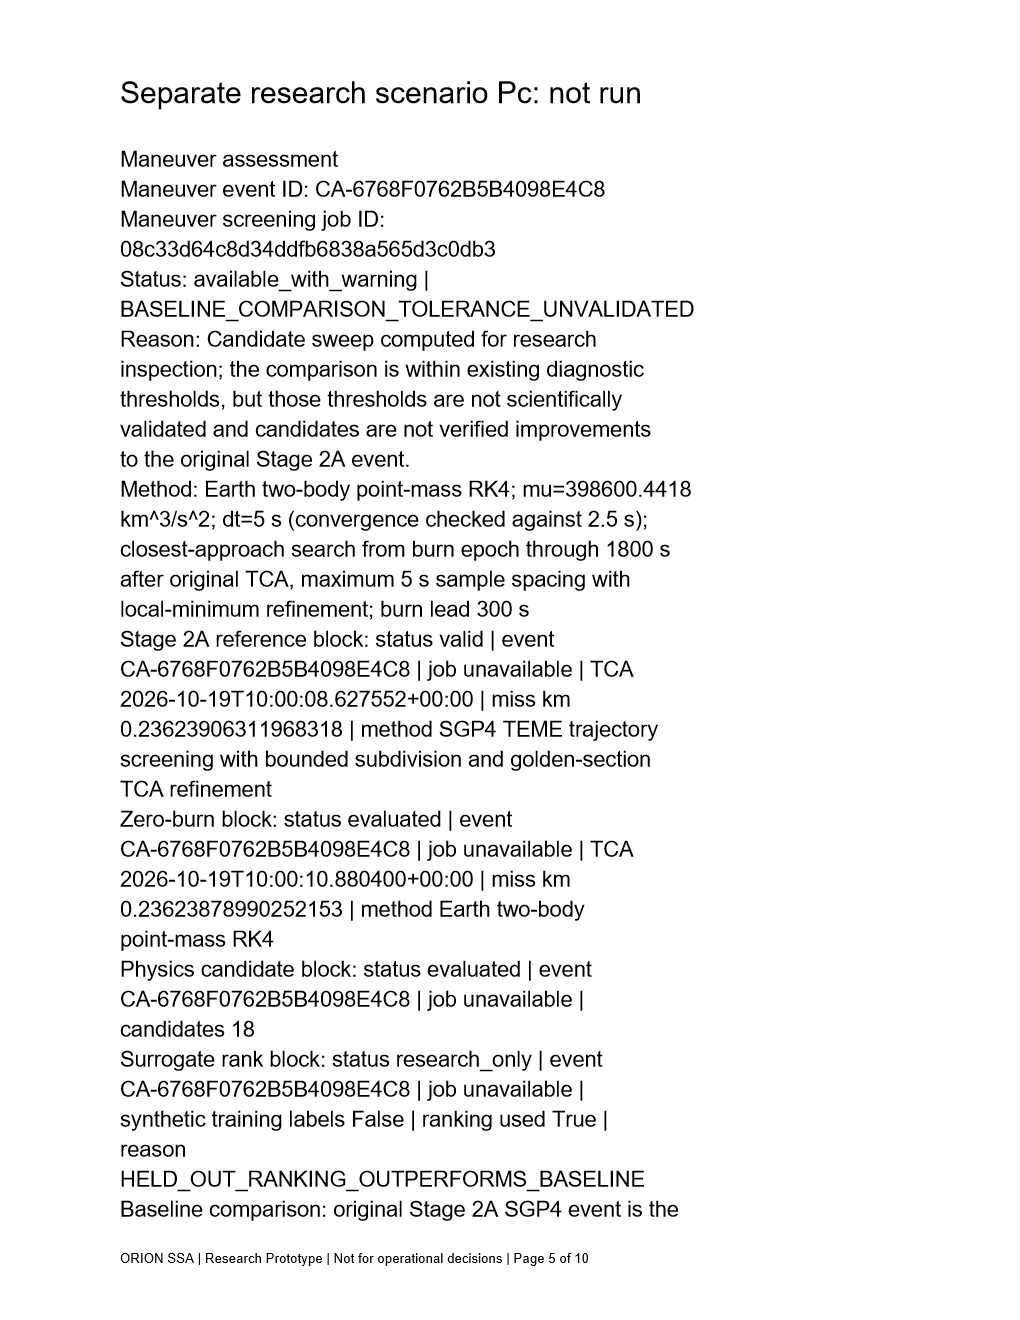 Separate research scenario Pc: not run
Maneuver assessment
Maneuver event ID: CA-6768F0762B5B4098E4C8
Maneuver screening job ID:
08c33d64c8d34ddfb6838a565d3c0db3
Status: available_with_warning |
BASELINE_COMPARISON_TOLERANCE_UNVALIDATED
Reason: Candidate sweep computed for research
inspection; the comparison is within existing diagnostic
thresholds, but those thresholds are not scientifically
validated and candidates are not verified improvements
to the original Stage 2A event.
Method: Earth two-body point-mass RK4; mu=398600.4418
km^3/s^2; dt=5 s (convergence checked against 2.5 s);
closest-approach search from burn epoch through 1800 s
after original TCA, maximum 5 s sample spacing with
local-minimum refinement; burn lead 300 s
Stage 2A reference block: status valid | event
CA-6768F0762B5B4098E4C8 | job unavailable | TCA
2026-10-19T10:00:08.627552+00:00 | miss km
0.23623906311968318 | method SGP4 TEME trajectory
screening with bounded subdivision and golden-section
TCA refinement
Zero-burn block: status evaluated | event
CA-6768F0762B5B4098E4C8 | job unavailable | TCA
2026-10-19T10:00:10.880400+00:00 | miss km
0.23623878990252153 | method Earth two-body
point-mass RK4
Physics candidate block: status evaluated | event
CA-6768F0762B5B4098E4C8 | job unavailable |
candidates 18
Surrogate rank block: status research_only | event
CA-6768F0762B5B4098E4C8 | job unavailable |
synthetic training labels False | ranking used True |
reason
HELD_OUT_RANKING_OUTPERFORMS_BASELINE
Baseline comparison: original Stage 2A SGP4 event is the
ORION SSA | Research Prototype | Not for operational decisions | Page 5 of 10